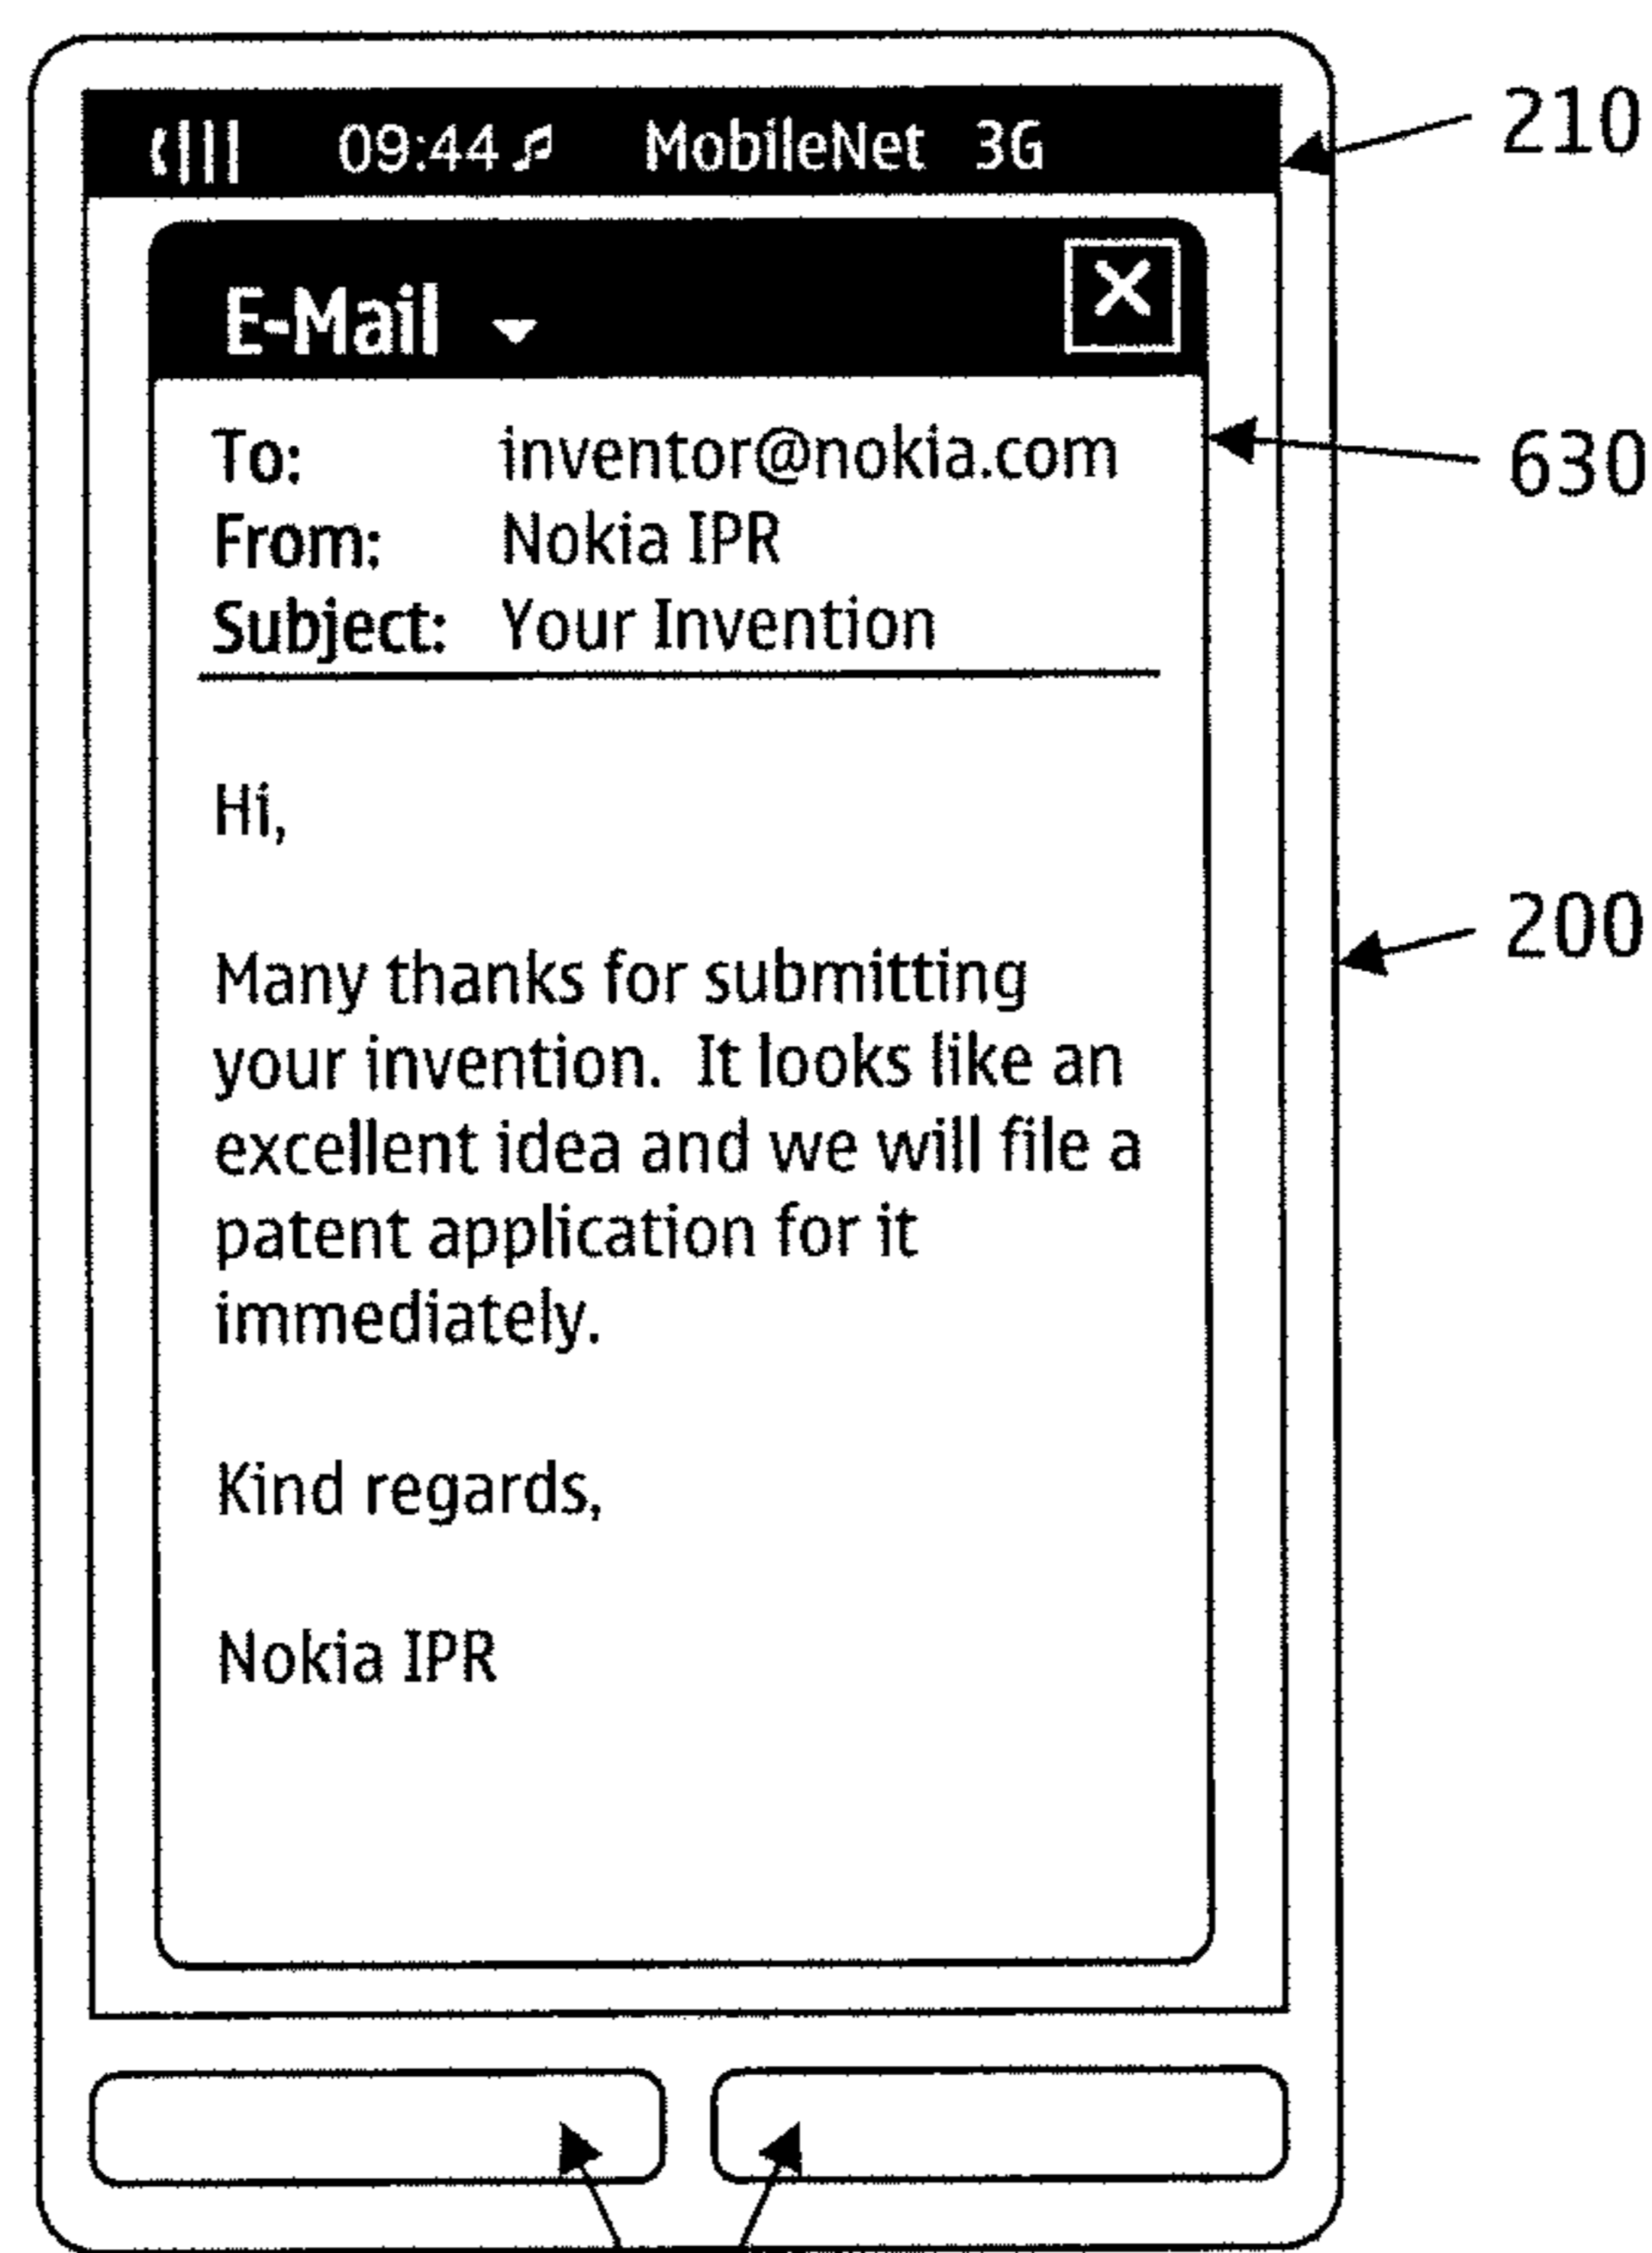 09:44 MobileNet 3G
210
E-Mail
To: inventor@nokia.com
630
From: Nokia IPR
Subject: Your Invention
Hi,
200
Many thanks for submitting
your invention. It looks like an
excellent idea and we will file a
patent application for it
immediately.
Kind regards,
Nokia IPR